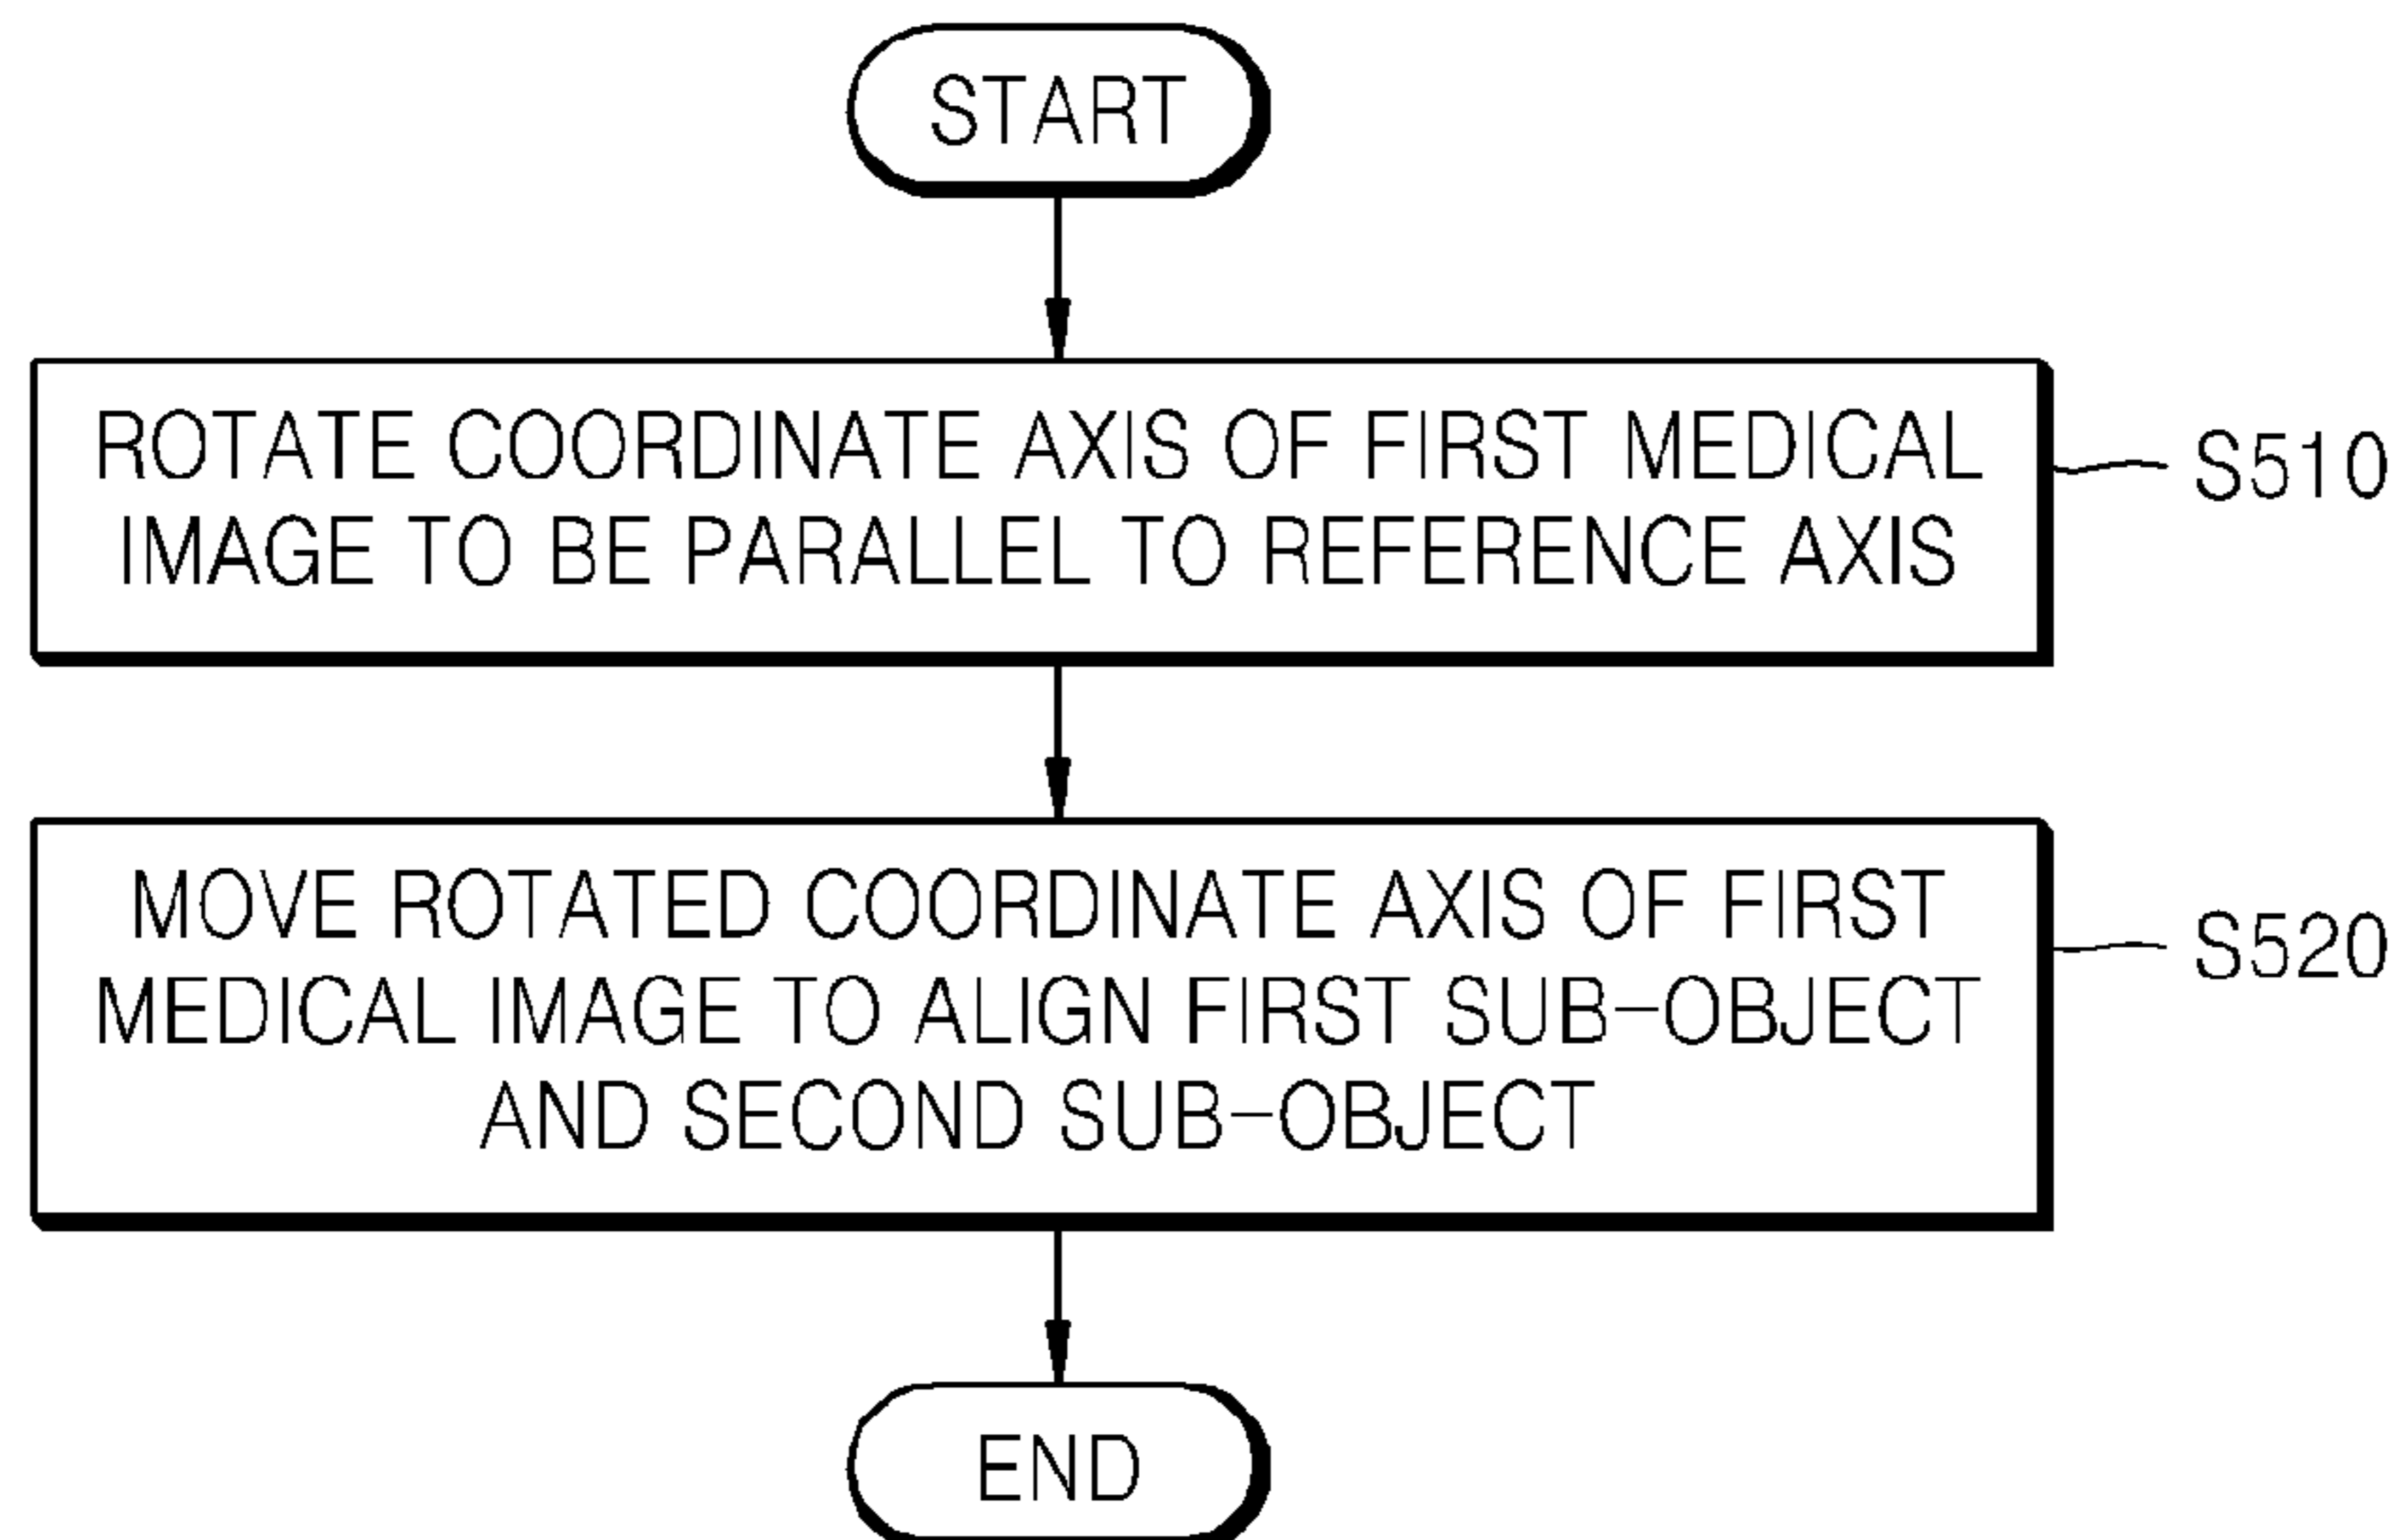 START
ROTATE COORDINATE AXIS OF FIRST MEDICAL
IMAGE TO BE PARALLEL TO REFERENCE AXIS
S510
MOVE ROTATED COORDINATE AXIS OF FIRST
MEDICAL IMAGE TO ALIGN FIRST SUB-OBJECT
AND SECOND SUB-OBJECT
S520
END